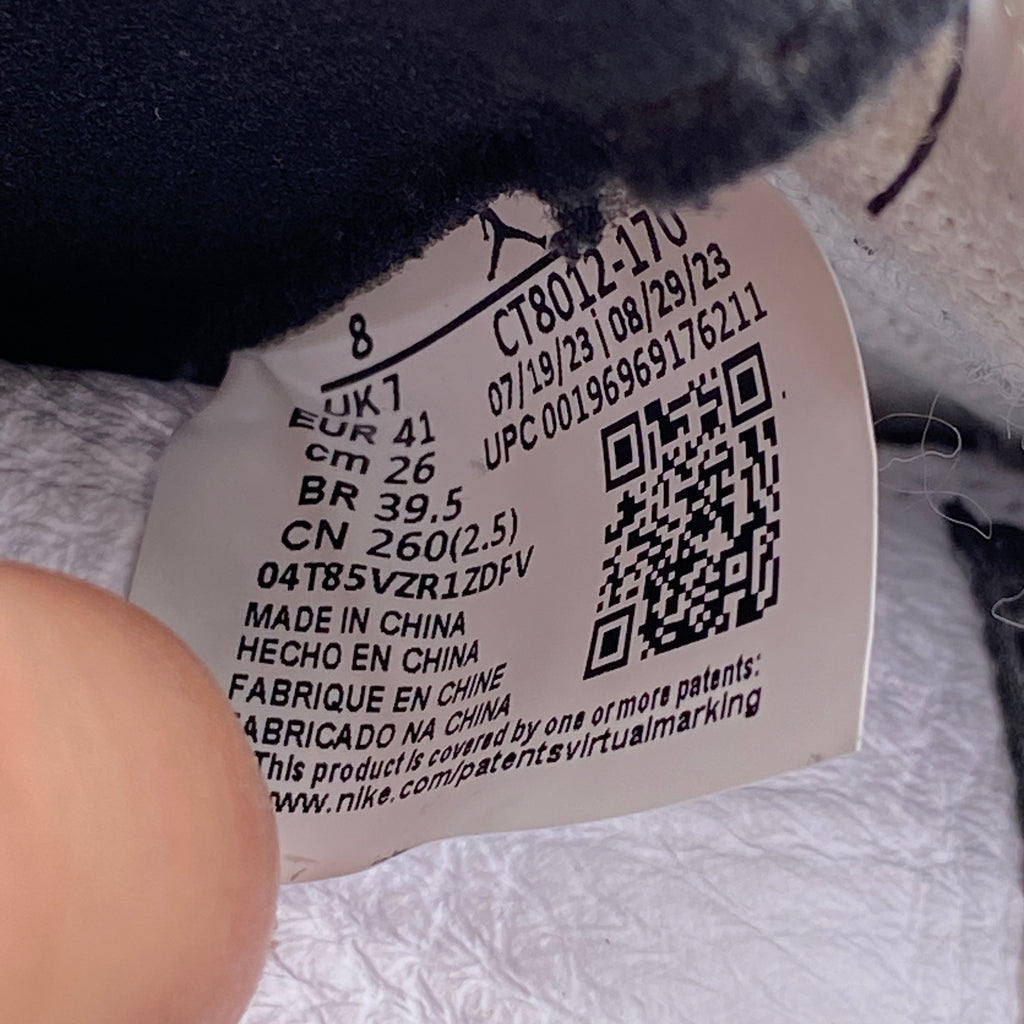 8
UK 7
EUR 41
cm 26
BR 39.5
CN 260(2.5)
04T85VZR1ZDFV
MADE IN CHINA
HECHO EN CHINA
FABRIQUE EN CHINE
FABRICADO NA CHINA
This product is covered by one or more patents:
www.nike.com/patentsvirtualmarking
CT8012-170
07/19/23 | 08/29/23
UPC 00196969176211